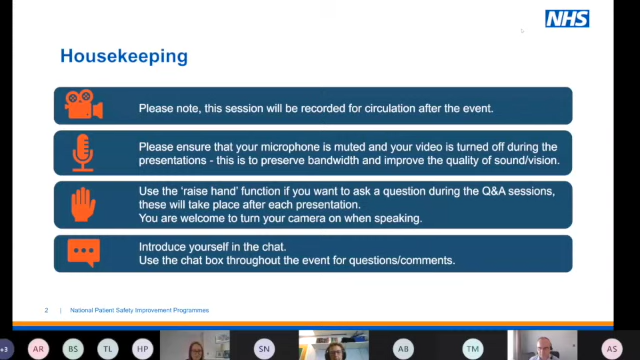 NHS
Housekeeping
Please note, this session will be recorded for circulation after the event.
Please ensure that your microphone is muted and your video is turned off during the
presentations - this is to preserve bandwidth and improve the quality of sound/vision.
Use the ‘raise hand’ function if you want to ask a question during the Q&A sessions,
these will take place after each presentation.
You are welcome to turn your camera on when speaking.
Introduce yourself in the chat.
Use the chat box throughout the event for questions/comments.
2 | National Patient Safety Improvement Programmes
+3 AR BS TL HP SN AB TM AS